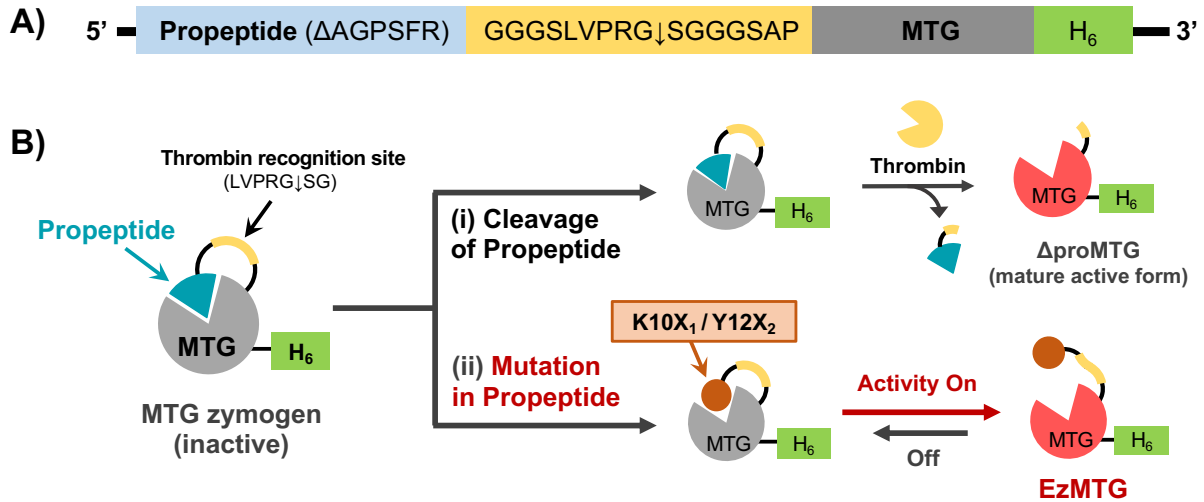 A)
5’ Propeptide (ΔAGPSFR) GGGSLVPRG↓SGGGSAP MTG H6 3’
B)
Thrombin recognition site
(LVPRG↓SG)
Propeptide
MTG
H6
MTG zymogen
(inactive)
(i) Cleavage
of Propeptide
MTG
H6
Thrombin
MTG
H6
ΔproMTG
(mature active form)
K10X1 / Y12X2
(ii) Mutation
in Propeptide
MTG
H6
Activity On
Off
MTG
H6
EzMTG